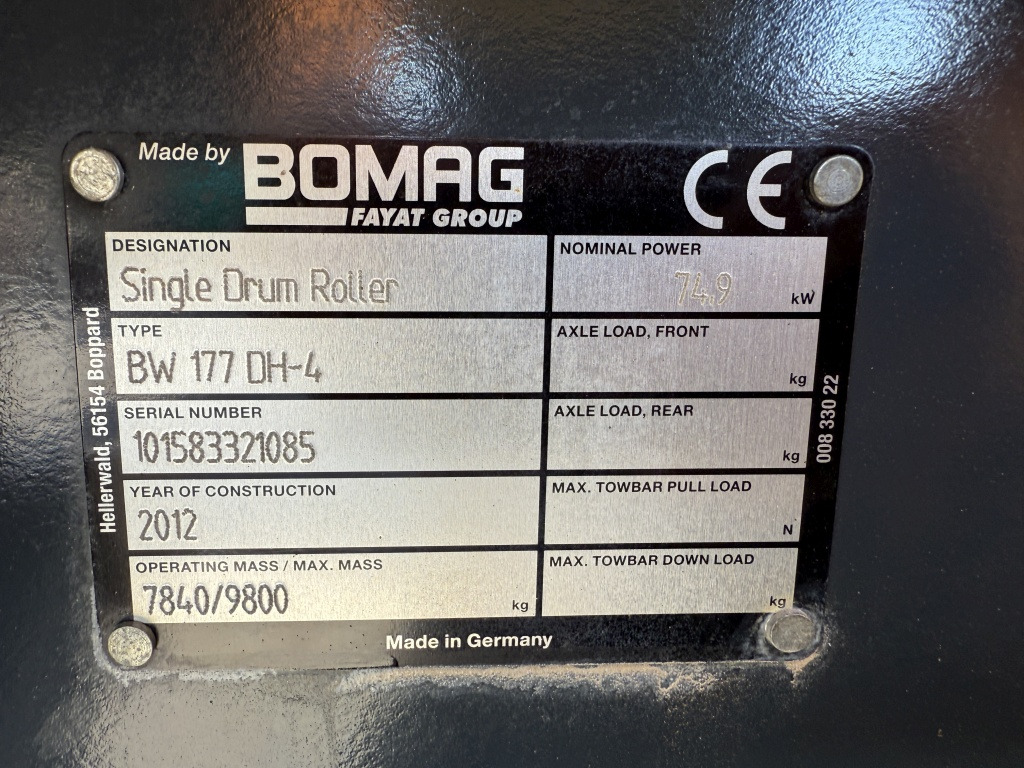 Made by BOMAG
FAYAT GROUP
CE
DESIGNATION
Single Drum Roller
NOMINAL POWER
74.9 kW
TYPE
BW 177 DH-4
AXLE LOAD, FRONT
kg
SERIAL NUMBER
101583321085
AXLE LOAD, REAR
kg
YEAR OF CONSTRUCTION
2012
MAX. TOWBAR PULL LOAD
N
OPERATING MASS / MAX. MASS
7840/9800 kg
MAX. TOWBAR DOWN LOAD
kg
Made in Germany
Hellerwald, 56154 Boppard
008 330 22